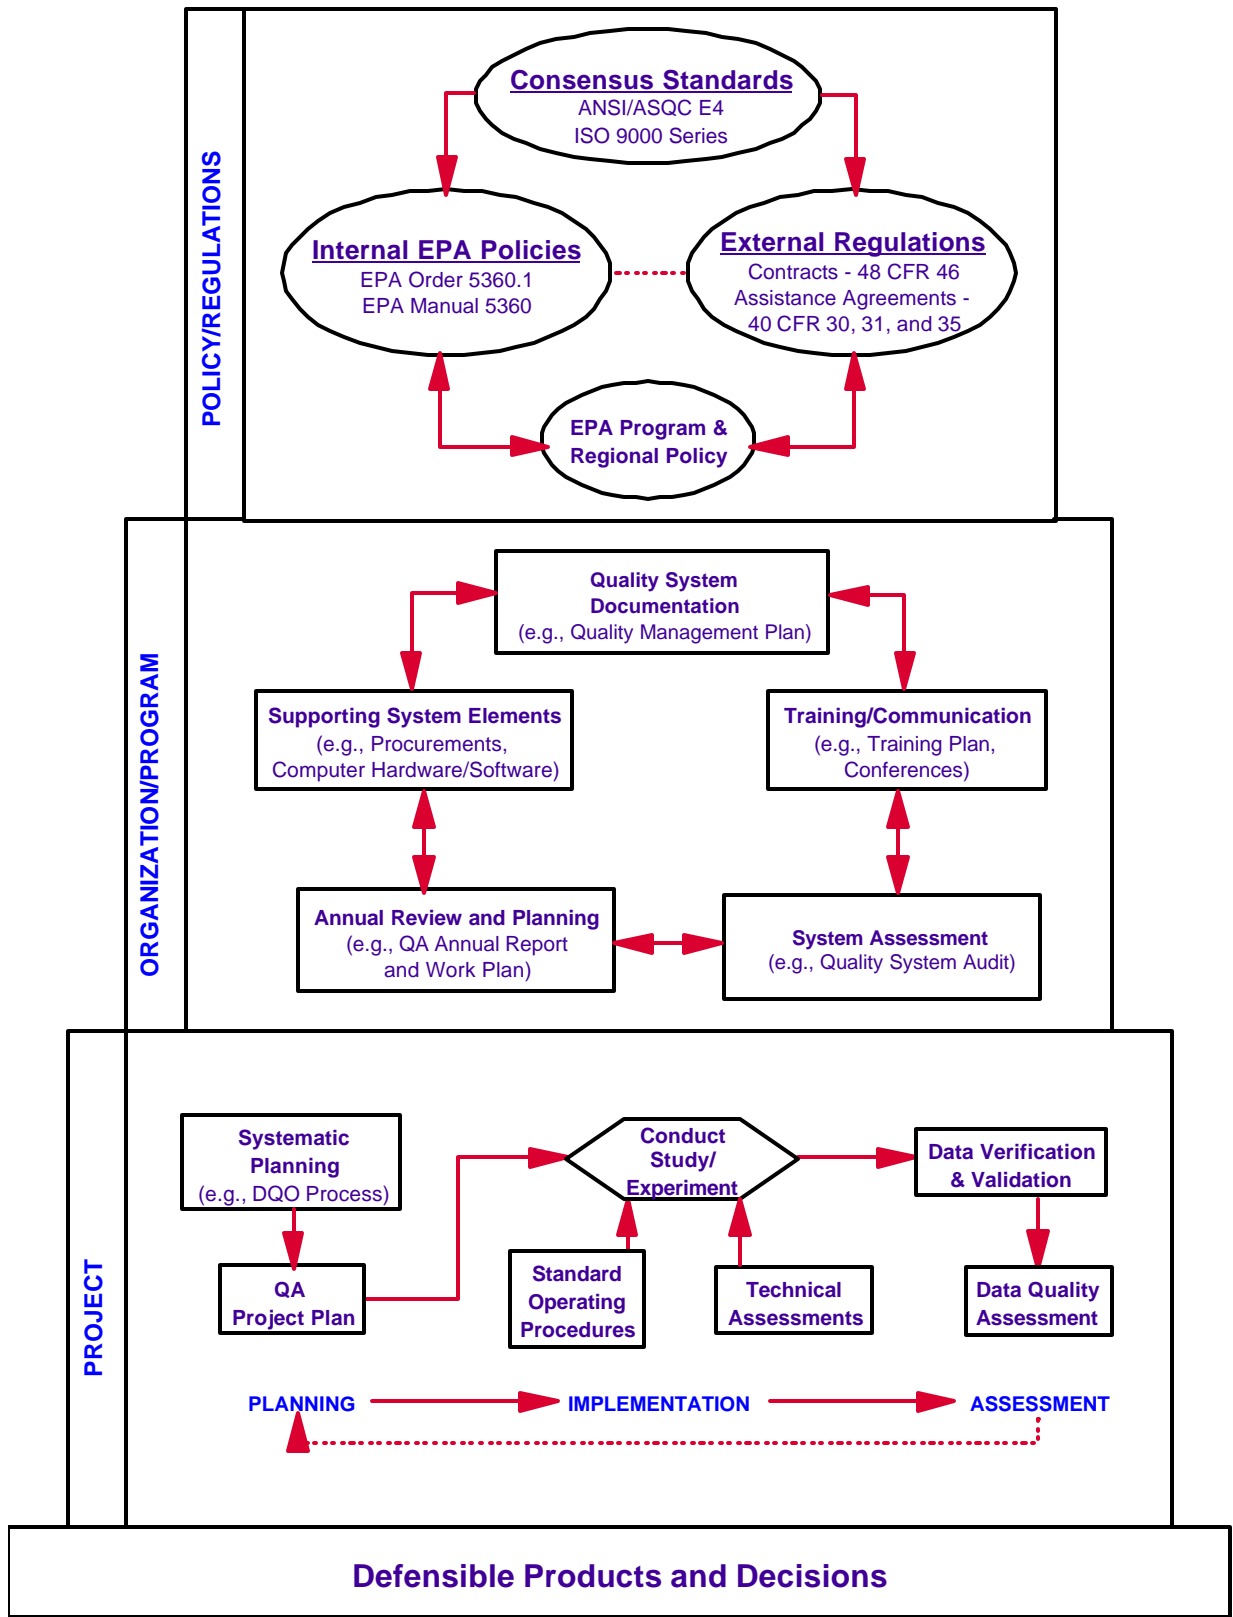 POLICY/REGULATIONS
Consensus Standards
ANSI/ASQC E4
ISO 9000 Series
Internal EPA Policies
EPA Order 5360.1
EPA Manual 5360
External Regulations
Contracts - 48 CFR 46
Assistance Agreements -
40 CFR 30, 31, and 35
EPA Program &
Regional Policy
ORGANIZATION/PROGRAM
Quality System
Documentation
(e.g., Quality Management Plan)
Supporting System Elements
(e.g., Procurements,
Computer Hardware/Software)
Training/Communication
(e.g., Training Plan,
Conferences)
Annual Review and Planning
(e.g., QA Annual Report
and Work Plan)
System Assessment
(e.g., Quality System Audit)
PROJECT
Systematic
Planning
(e.g., DQO Process)
QA
Project Plan
Conduct
Study/
Experiment
Standard
Operating
Procedures
Technical
Assessments
Data Verification
& Validation
Data Quality
Assessment
PLANNING
IMPLEMENTATION
ASSESSMENT
Defensible Products and Decisions